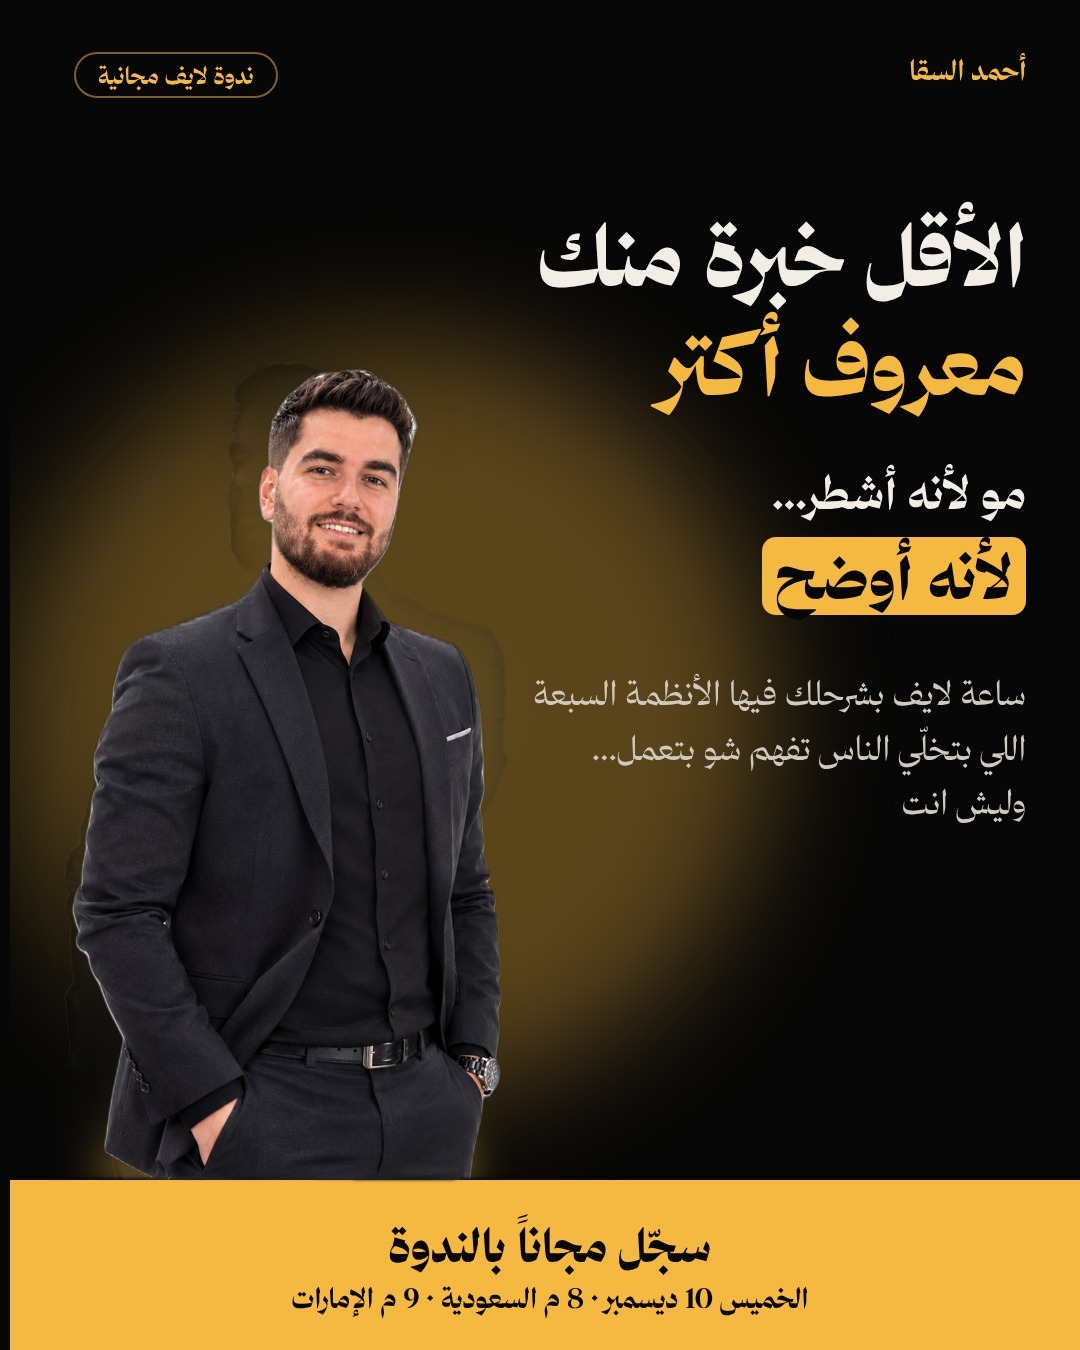 أحمد السقا
ندوة لايف مجانية
الأقل خبرة منك
معروف أكتر
مو لأنه أشطر...
لأنه أوضح
ساعة لايف بشرحلك فيها الأنظمة السبعة
اللي بتخلّي الناس تفهم شو بتعمل...
وليش انت
سجّل مجاناً بالندوة
الخميس 10 ديسمبر · 8 م السعودية · 9 م الإمارات